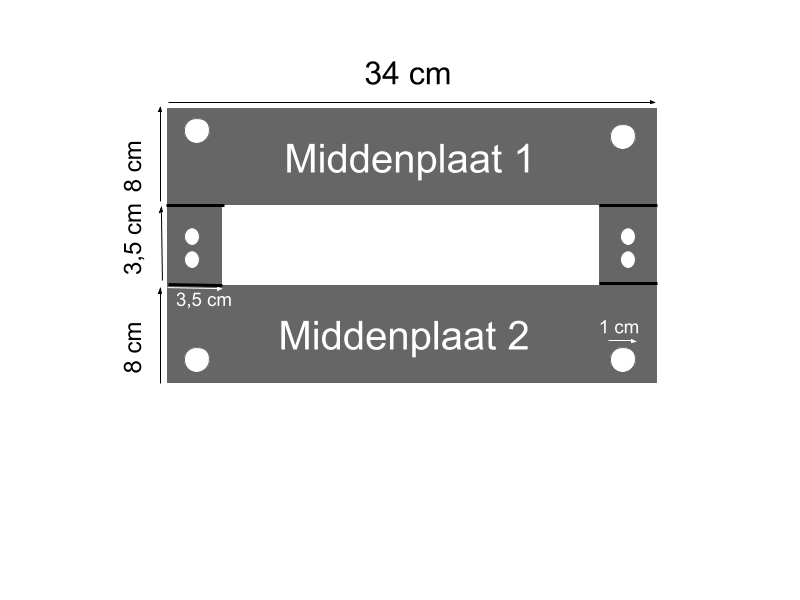 34 cm
8 cm
Middenplaat 1
3,5 cm
3,5 cm
8 cm
Middenplaat 2
1 cm